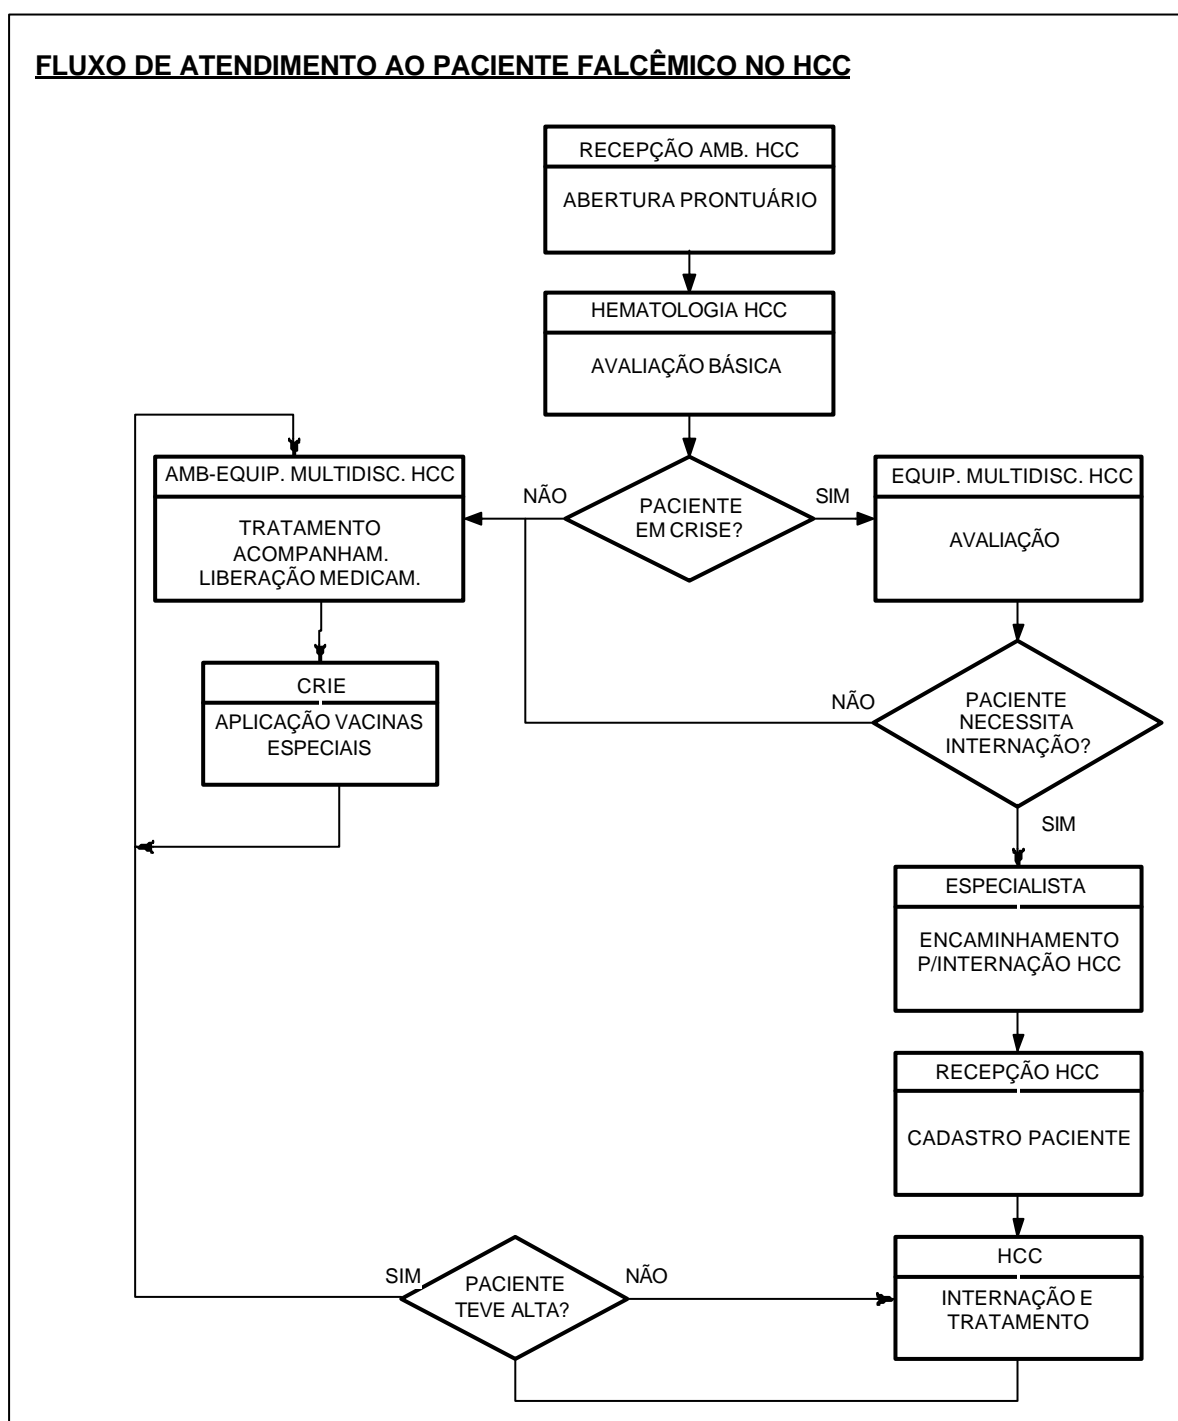 FLUXO DE ATENDIMENTO AO PACIENTE FALCÊMICO NO HCC
RECEPÇÃO AMB. HCC
ABERTURA PRONTUÁRIO
HEMATOLOGIA HCC
AVALIAÇÃO BÁSICA
PACIENTE
EM CRISE?
NÃO
SIM
AMB-EQUIP. MULTIDISC. HCC
TRATAMENTO
ACOMPANHAM.
LIBERAÇÃO MEDICAM.
EQUIP. MULTIDISC. HCC
AVALIAÇÃO
CRIE
APLICAÇÃO VACINAS
ESPECIAIS
NÃO
PACIENTE
NECESSITA
INTERNAÇÃO?
SIM
ESPECIALISTA
ENCAMINHAMENTO
P/INTERNAÇÃO HCC
RECEPÇÃO HCC
CADASTRO PACIENTE
HCC
INTERNAÇÃO E
TRATAMENTO
SIM
PACIENTE
TEVE ALTA?
NÃO